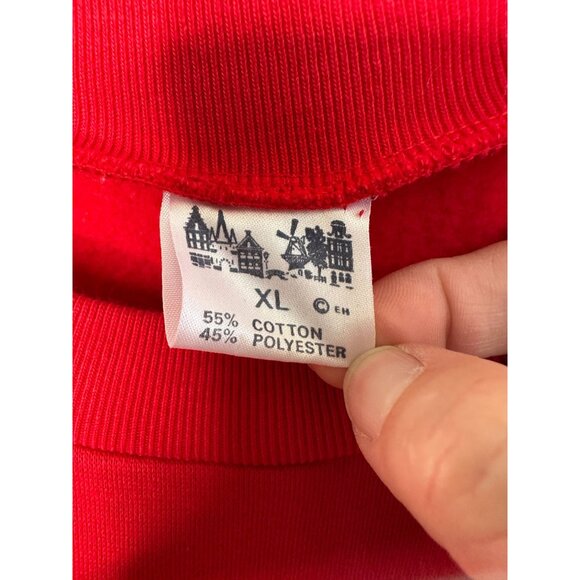 XL © EH
55% COTTON
45% POLYESTER